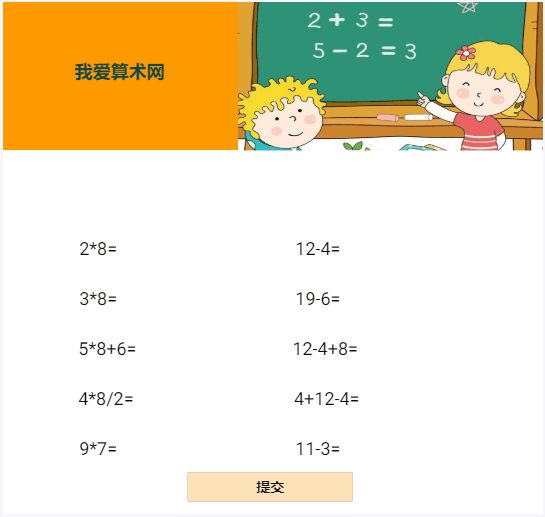 我爱算术网
2 + 3 =
5 - 2 = 3
2*8= 12-4=
3*8= 19-6=
5*8+6= 12-4+8=
4*8/2= 4+12-4=
9*7= 11-3=
提交